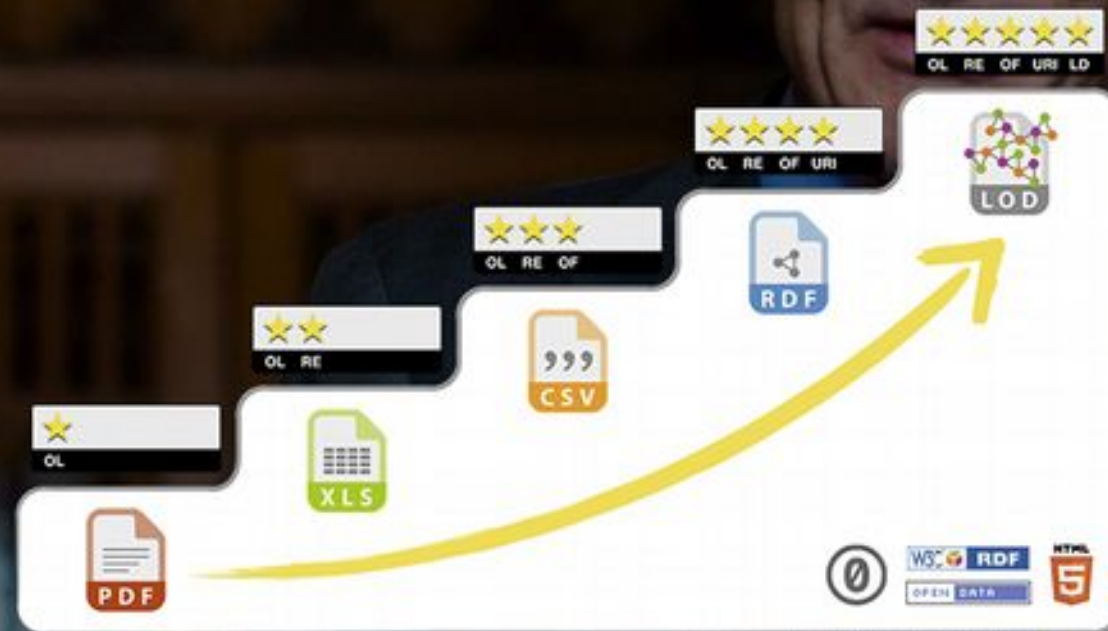 OL RE OF URI LD
LOD
OL RE OF URI
RDF
OL RE OF
CSV
OL RE
XLS
OL
PDF
0
W3C RDF
OPEN DATA
HTML
5